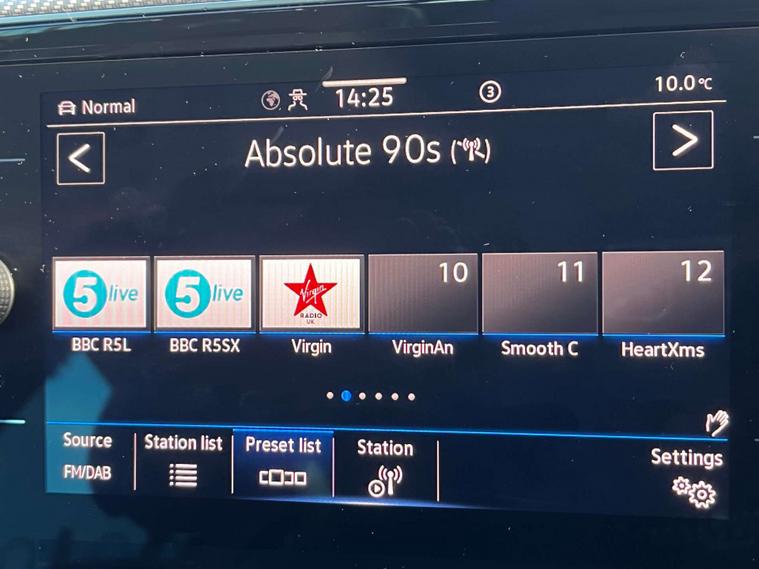 Normal
14:25
3
10.0°C
<
Absolute 90s
>
5 live
5 live
Virgin RADIO UK
10
11
12
BBC R5L
BBC R5SX
Virgin
VirginAn
Smooth C
HeartXms
Source
FM/DAB
Station list
Preset list
Station
Settings